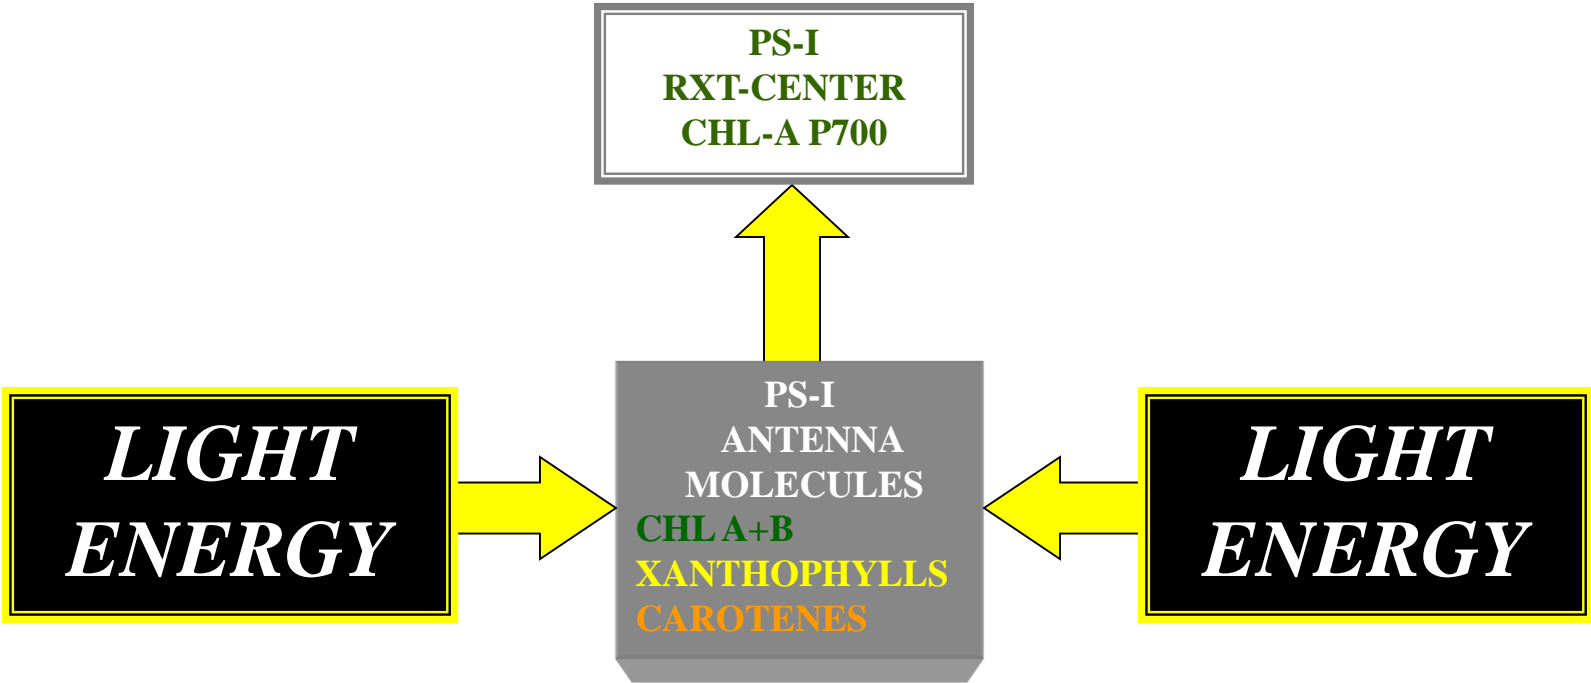 PS-I
RXT-CENTER
CHL-A P700
LIGHT
ENERGY
PS-I
ANTENNA
MOLECULES
CHL A+B
XANTHOPHYLLS
CAROTENES
LIGHT
ENERGY